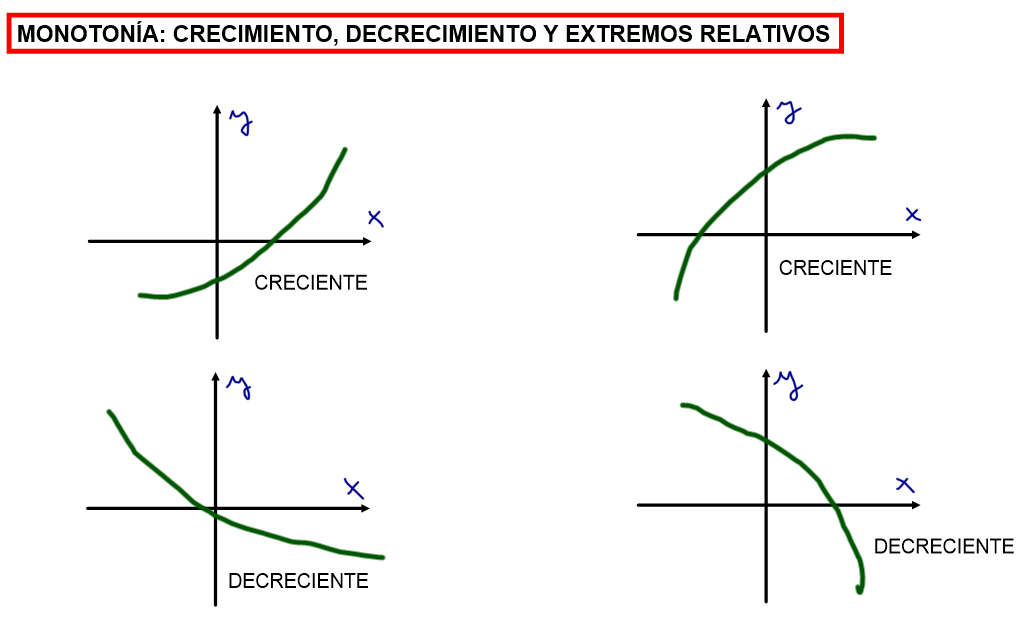 MONOTONÍA: CRECIMIENTO, DECRECIMIENTO Y EXTREMOS RELATIVOS
y
x
CRECIENTE
y
x
CRECIENTE
y
x
DECRECIENTE
y
x
DECRECIENTE